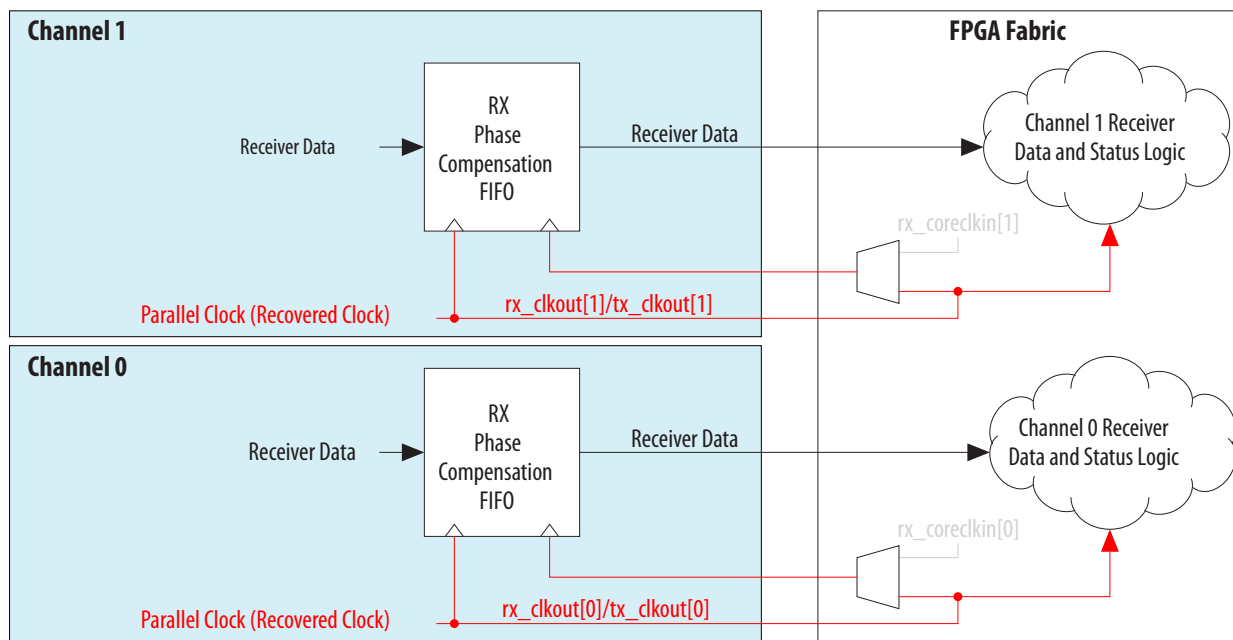 Channel 1
FPGA Fabric
RX
Phase
Compensation
FIFO
Receiver Data
Receiver Data
Channel 1 Receiver
Data and Status Logic
rx_coreclkin[1]
rx_clkout[1]/tx_clkout[1]
Parallel Clock (Recovered Clock)
Channel 0
RX
Phase
Compensation
FIFO
Receiver Data
Receiver Data
Channel 0 Receiver
Data and Status Logic
rx_coreclkin[0]
rx_clkout[0]/tx_clkout[0]
Parallel Clock (Recovered Clock)